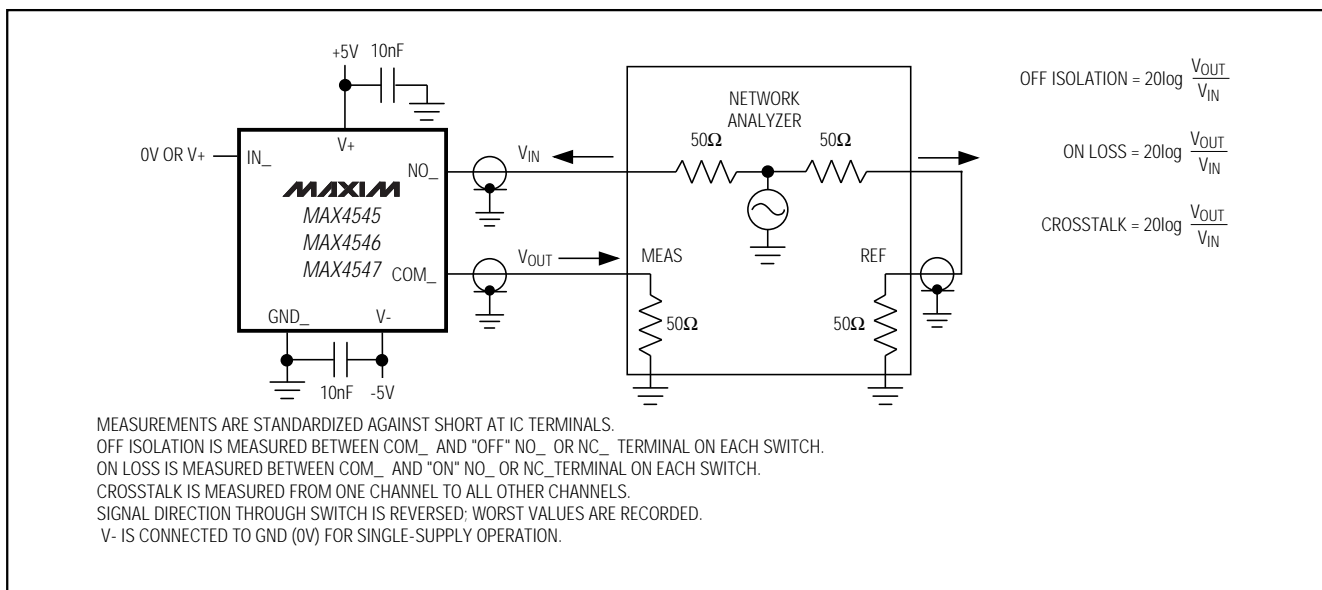 +5V
10nF
V+
0V OR V+
IN_
NO_
MAXIM
MAX4545
MAX4546
MAX4547
COM_
GND_
V-
10nF
-5V
VIN
VOUT
NETWORK
ANALYZER
50Ω
50Ω
MEAS
REF
50Ω
50Ω
OFF ISOLATION = 20log VOUT
VIN
ON LOSS = 20log VOUT
VIN
CROSSTALK = 20log VOUT
VIN
MEASUREMENTS ARE STANDARDIZED AGAINST SHORT AT IC TERMINALS.
OFF ISOLATION IS MEASURED BETWEEN COM_ AND "OFF" NO_ OR NC_ TERMINAL ON EACH SWITCH.
ON LOSS IS MEASURED BETWEEN COM_ AND "ON" NO_ OR NC_TERMINAL ON EACH SWITCH.
CROSSTALK IS MEASURED FROM ONE CHANNEL TO ALL OTHER CHANNELS.
SIGNAL DIRECTION THROUGH SWITCH IS REVERSED; WORST VALUES ARE RECORDED.
V- IS CONNECTED TO GND (0V) FOR SINGLE-SUPPLY OPERATION.